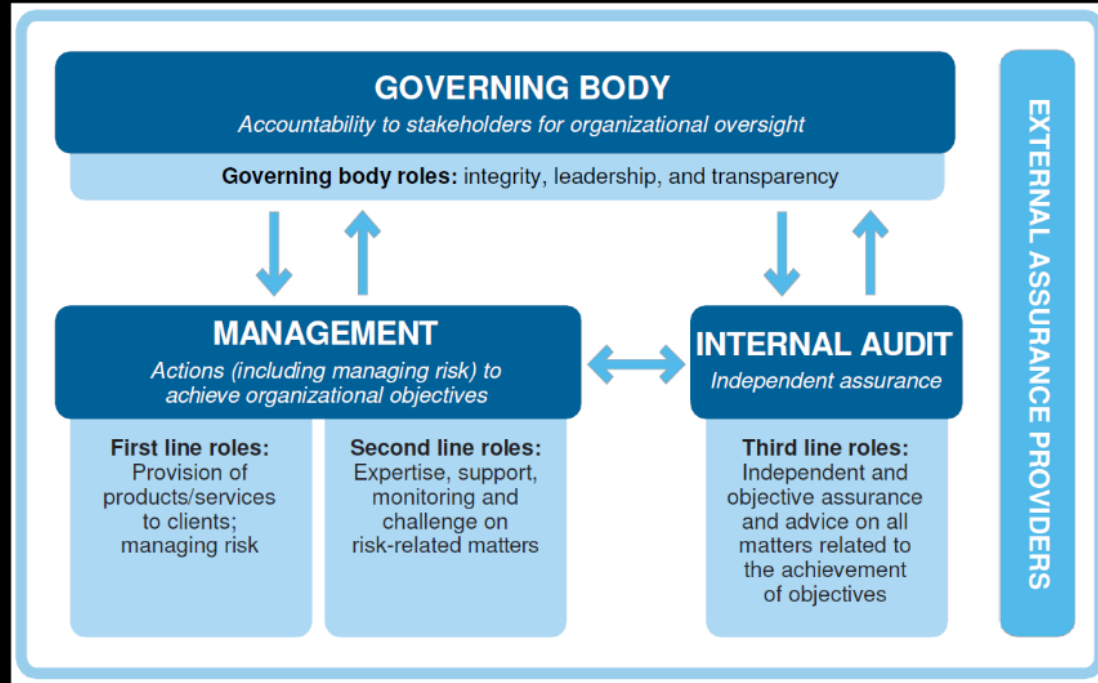 GOVERNING BODY
Accountability to stakeholders for organizational oversight
Governing body roles: integrity, leadership, and transparency
MANAGEMENT
Actions (including managing risk) to
achieve organizational objectives
First line roles:
Provision of
products/services
to clients;
managing risk
Second line roles:
Expertise, support,
monitoring and
challenge on
risk-related matters
INTERNAL AUDIT
Independent assurance
Third line roles:
Independent and
objective assurance
and advice on all
matters related to
the achievement
of objectives
EXTERNAL ASSURANCE PROVIDERS